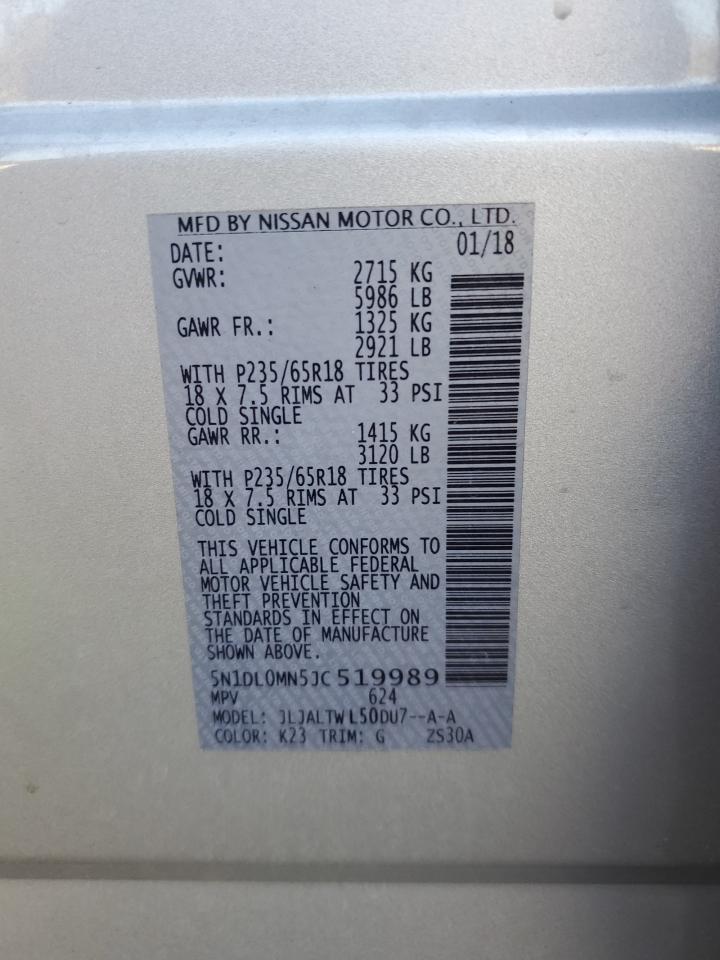 MFD BY NISSAN MOTOR CO., LTD.
DATE: 01/18
GVWR: 2715 KG
5986 LB
GAWR FR.: 1325 KG
2921 LB
WITH P235/65R18 TIRES
18 X 7.5 RIMS AT 33 PSI
COLD SINGLE
GAWR RR.: 1415 KG
3120 LB
WITH P235/65R18 TIRES
18 X 7.5 RIMS AT 33 PSI
COLD SINGLE
THIS VEHICLE CONFORMS TO
ALL APPLICABLE FEDERAL
MOTOR VEHICLE SAFETY AND
THEFT PREVENTION
STANDARDS IN EFFECT ON
THE DATE OF MANUFACTURE
SHOWN ABOVE.
5N1DL0MN5JC519989
MPV 624
MODEL: JLJALTWL50DU7--A-A
COLOR: K23 TRIM: G ZS30A